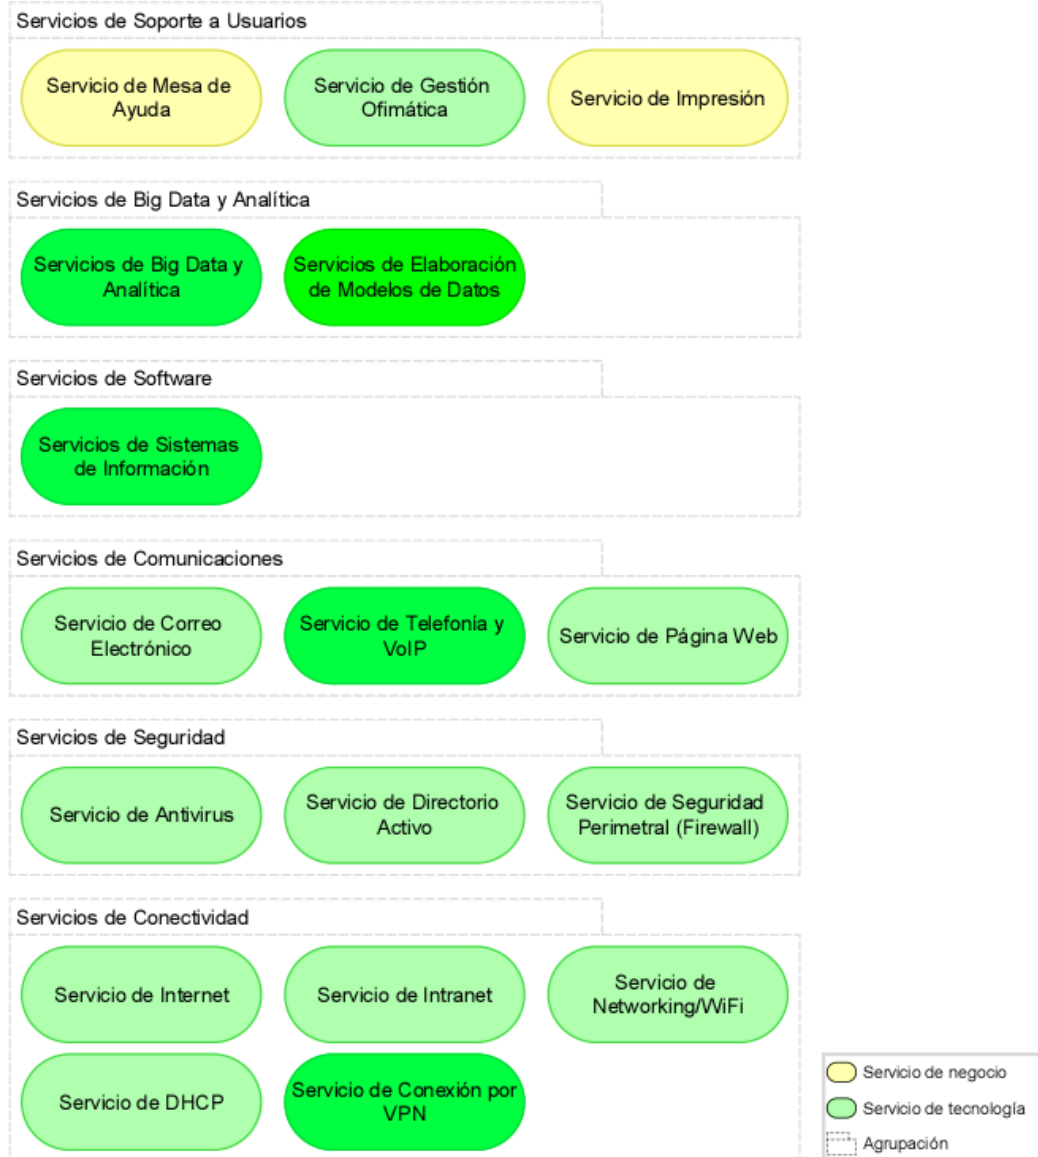 Servicios de Soporte a Usuarios
Servicio de Mesa de
Ayuda
Servicio de Gestión
Ofimática
Servicio de Impresión
Servicios de Big Data y Analítica
Servicios de Big Data y
Analítica
Servicios de Elaboración
de Modelos de Datos
Servicios de Software
Servicios de Sistemas
de Información
Servicios de Comunicaciones
Servicio de Correo
Electrónico
Servicio de Telefonía y
VoIP
Servicio de Página Web
Servicios de Seguridad
Servicio de Antivirus
Servicio de Directorio
Activo
Servicio de Seguridad
Perimetral (Firewall)
Servicios de Conectividad
Servicio de Internet
Servicio de Intranet
Servicio de
Networking/WiFi
Servicio de DHCP
Servicio de Conexión por
VPN
Servicio de negocio
Servicio de tecnología
Agrupación